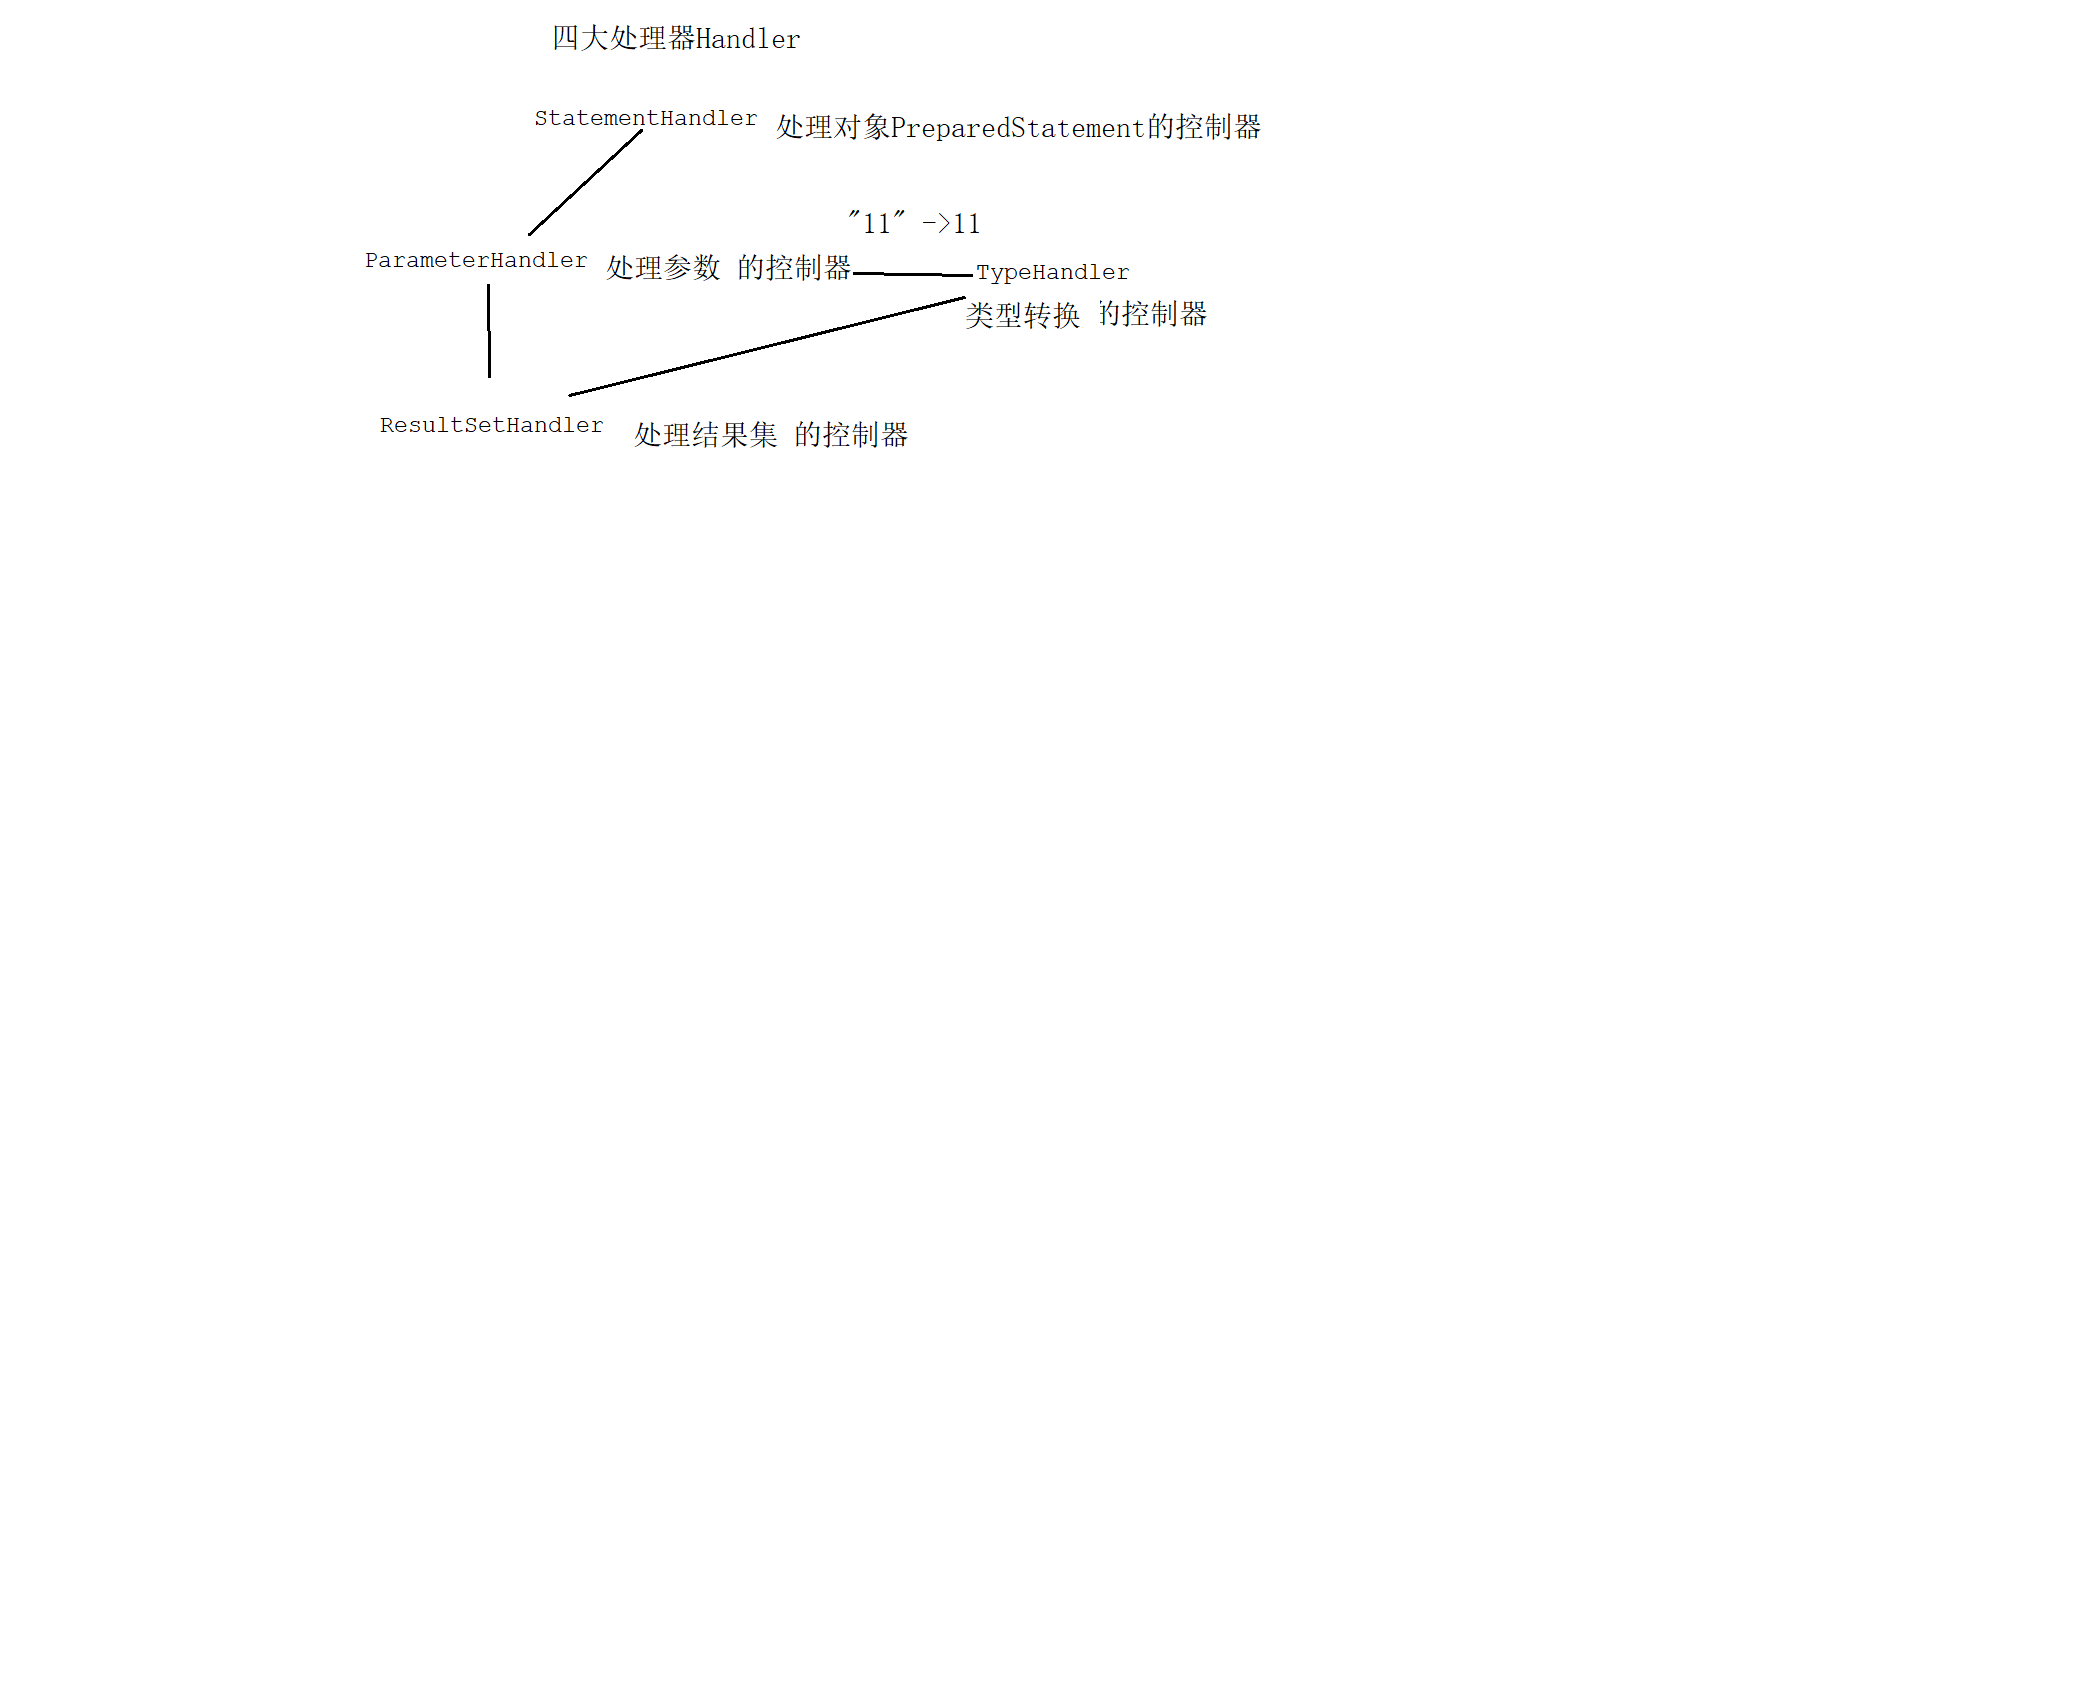 四大处理器Handler
StatementHandler 处理对象PreparedStatement的控制器
"11" ->11
ParameterHandler 处理参数 的控制器
TypeHandler
类型转换 的控制器
ResultSetHandler 处理结果集 的控制器